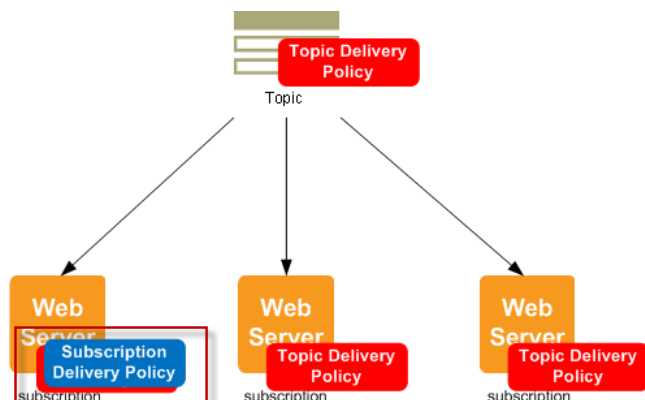 Topic Delivery
Policy
Topic
Web
Server
Subscription
Delivery Policy
subscription
Web
Server
Topic Delivery
Policy
subscription
Web
Server
Topic Delivery
Policy
subscription